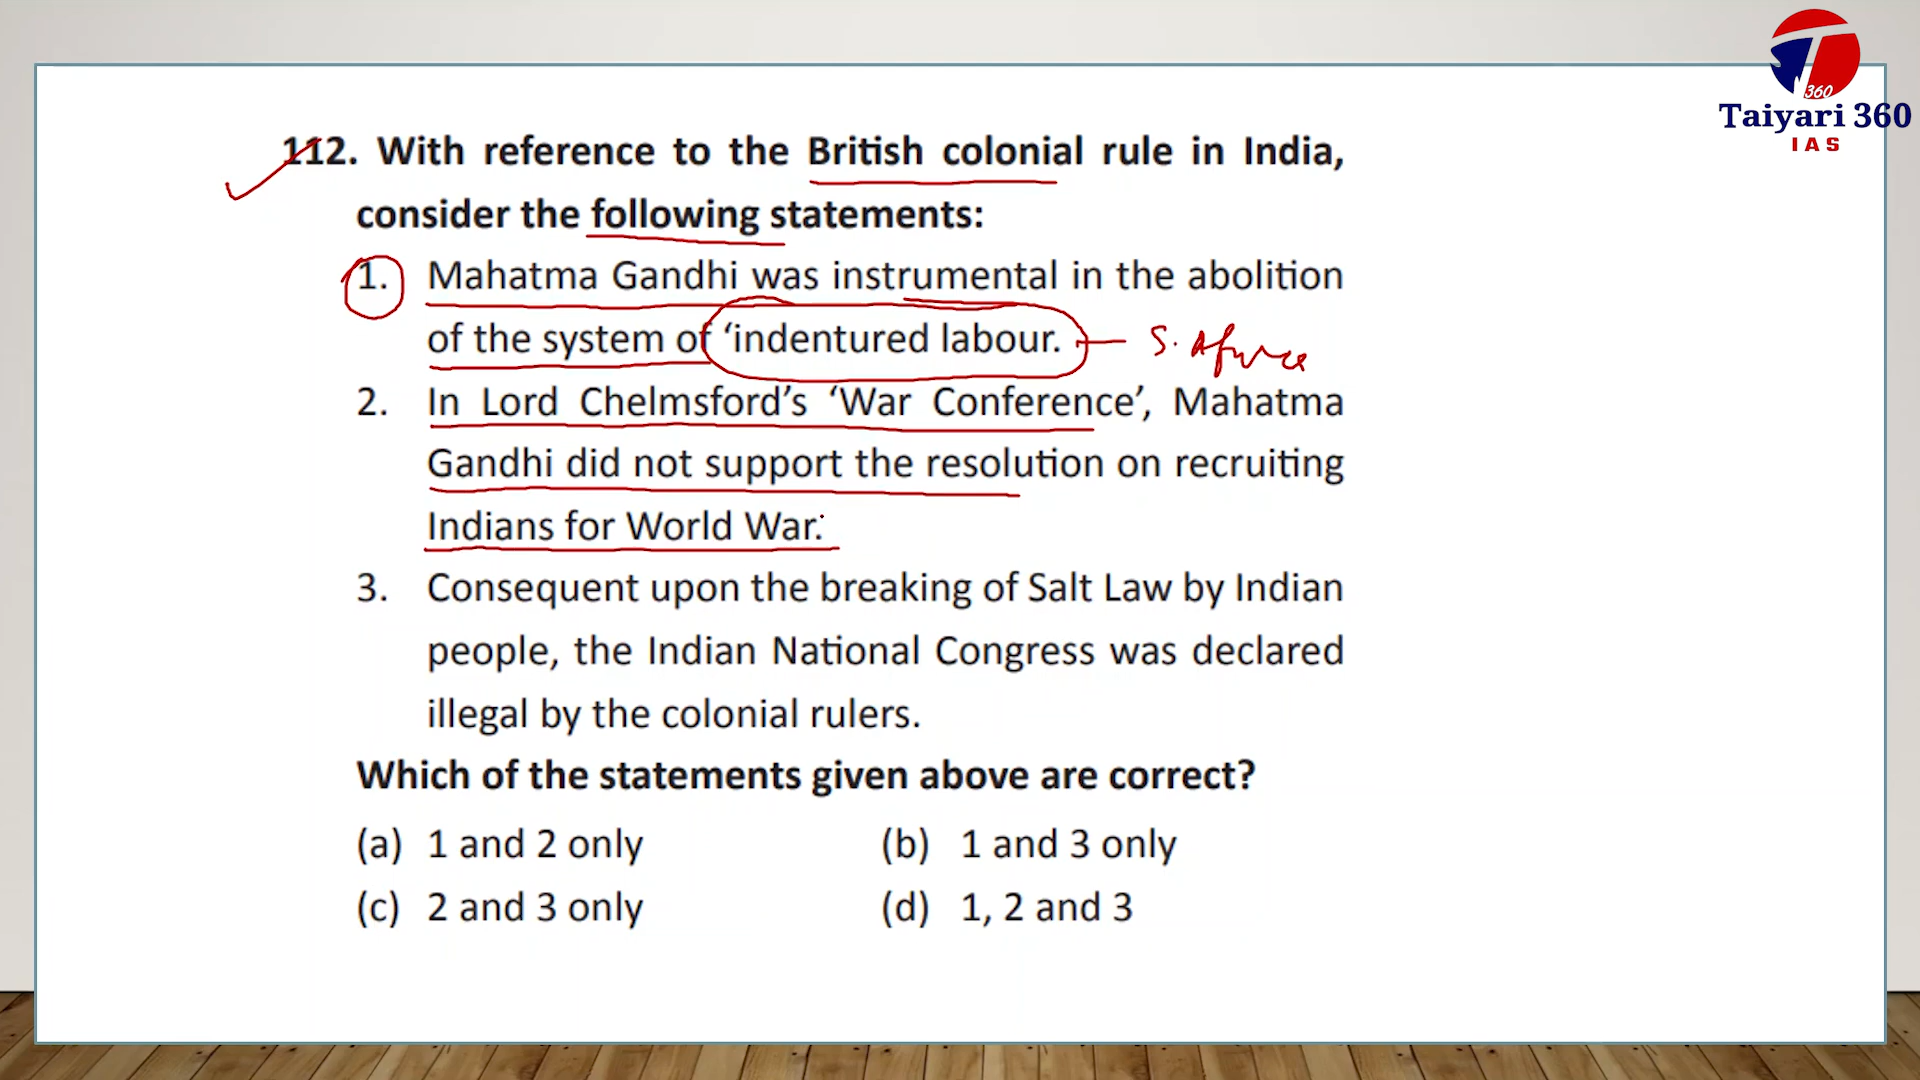 360
Taiyari 360
IAS
112. With reference to the British colonial rule in India,
consider the following statements:
1. Mahatma Gandhi was instrumental in the abolition
of the system of ‘indentured labour. — S. Africa
2. In Lord Chelmsford’s ‘War Conference’, Mahatma
Gandhi did not support the resolution on recruiting
Indians for World War.
3. Consequent upon the breaking of Salt Law by Indian
people, the Indian National Congress was declared
illegal by the colonial rulers.
Which of the statements given above are correct?
(a) 1 and 2 only (b) 1 and 3 only
(c) 2 and 3 only (d) 1, 2 and 3